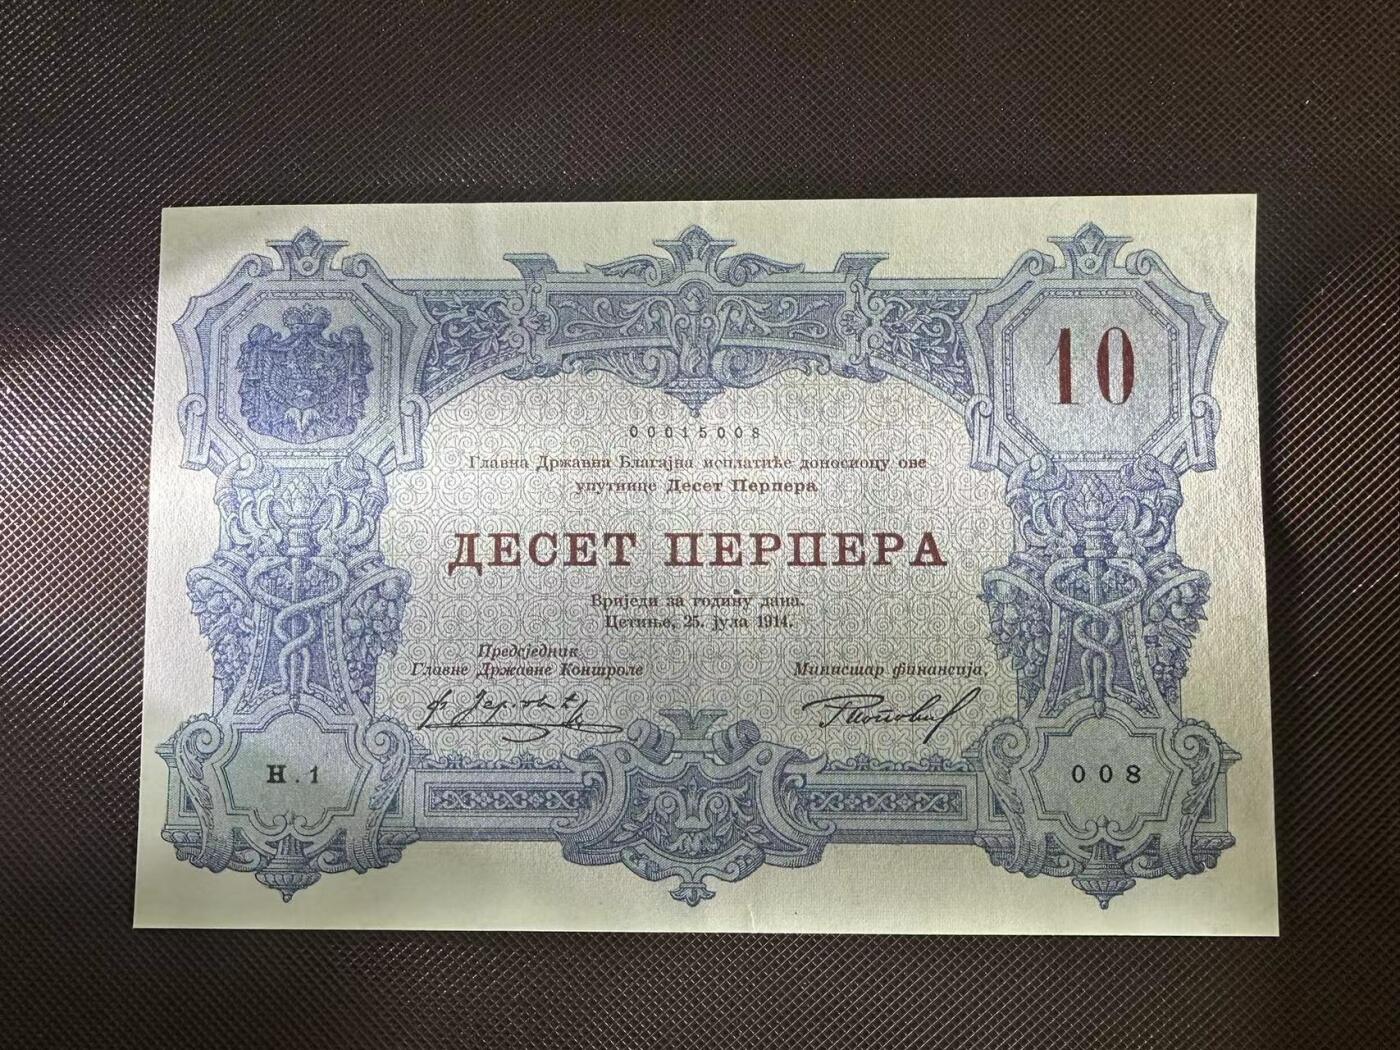 10
00015008
Главна Државна Благајна исплатиће доносиоцу ове
упутнице Десет Перпера
ДЕСЕТ ПЕРПЕРА
Вриједи за годину дана.
Цетиње, 25. јула 1914.
Предсједник
Главне Државне Контроле
Министар финансија,
Н. 1
008